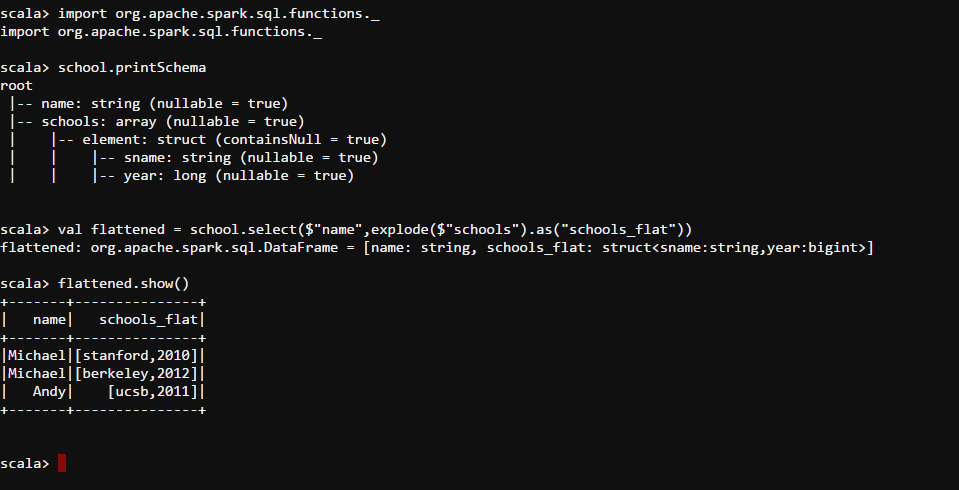 scala> import org.apache.spark.sql.functions._
import org.apache.spark.sql.functions._
scala> school.printSchema
root
 |-- name: string (nullable = true)
 |-- schools: array (nullable = true)
 |    |-- element: struct (containsNull = true)
 |    |    |-- sname: string (nullable = true)
 |    |    |-- year: long (nullable = true)
scala> val flattened = school.select($"name",explode($"schools").as("schools_flat"))
flattened: org.apache.spark.sql.DataFrame = [name: string, schools_flat: struct<sname:string,year:bigint>]
scala> flattened.show()
+-------+---------------+
|   name|   schools_flat|
+-------+---------------+
|Michael|[stanford,2010]|
|Michael|[berkeley,2012]|
|   Andy|    [ucsb,2011]|
+-------+---------------+
scala>